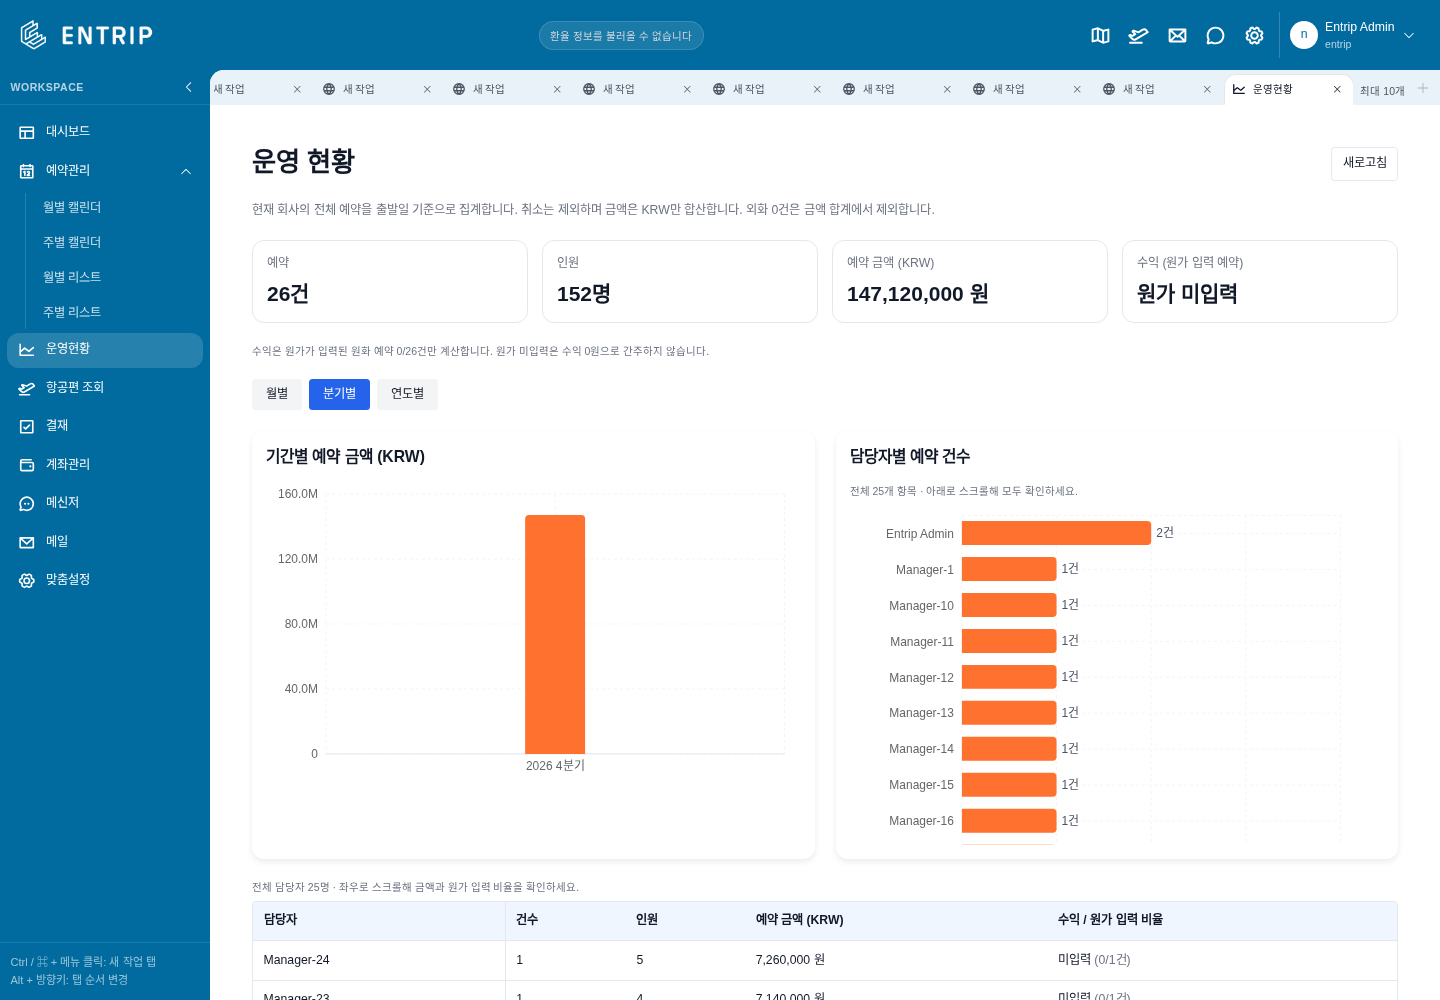 ENTRIP
환율 정보를 불러올 수 없습니다
n
Entrip Admin
entrip
WORKSPACE
새 작업
새 작업
새 작업
새 작업
새 작업
새 작업
새 작업
새 작업
운영현황
최대 10개
대시보드
예약관리
월별 캘린더
주별 캘린더
월별 리스트
주별 리스트
운영현황
항공편 조회
결재
계좌관리
메신저
메일
맞춤설정
Ctrl / ⌘ + 메뉴 클릭: 새 작업 탭
Alt + 방향키: 탭 순서 변경
운영 현황
새로고침
현재 회사의 전체 예약을 출발일 기준으로 집계합니다. 취소는 제외하며 금액은 KRW만 합산합니다. 외화 0건은 금액 합계에서 제외합니다.
예약
26건
인원
152명
예약 금액 (KRW)
147,120,000 원
수익 (원가 입력 예약)
원가 미입력
수익은 원가가 입력된 원화 예약 0/26건만 계산합니다. 원가 미입력은 수익 0원으로 간주하지 않습니다.
월별
분기별
연도별
기간별 예약 금액 (KRW)
160.0M
120.0M
80.0M
40.0M
0
2026 4분기
담당자별 예약 건수
전체 25개 항목 · 아래로 스크롤해 모두 확인하세요.
Entrip Admin 2건
Manager-1 1건
Manager-10 1건
Manager-11 1건
Manager-12 1건
Manager-13 1건
Manager-14 1건
Manager-15 1건
Manager-16 1건
전체 담당자 25명 · 좌우로 스크롤해 금액과 원가 입력 비율을 확인하세요.
담당자 건수 인원 예약 금액 (KRW) 수익 / 원가 입력 비율
Manager-24 1 5 7,260,000 원 미입력 (0/1건)
Manager-23 1 4 7,140,000 원 미입력 (0/1건)